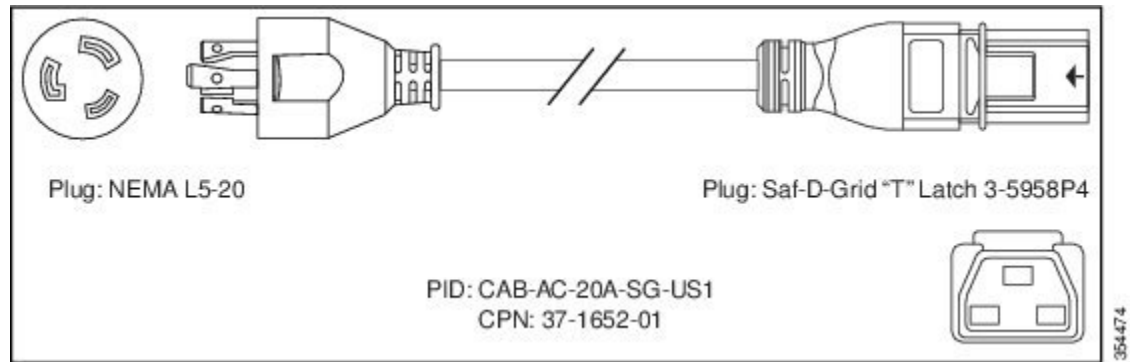 Plug: NEMA L5-20
Plug: Saf-D-Grid “T” Latch 3-5958P4
PID: CAB-AC-20A-SG-US1
CPN: 37-1652-01
354474